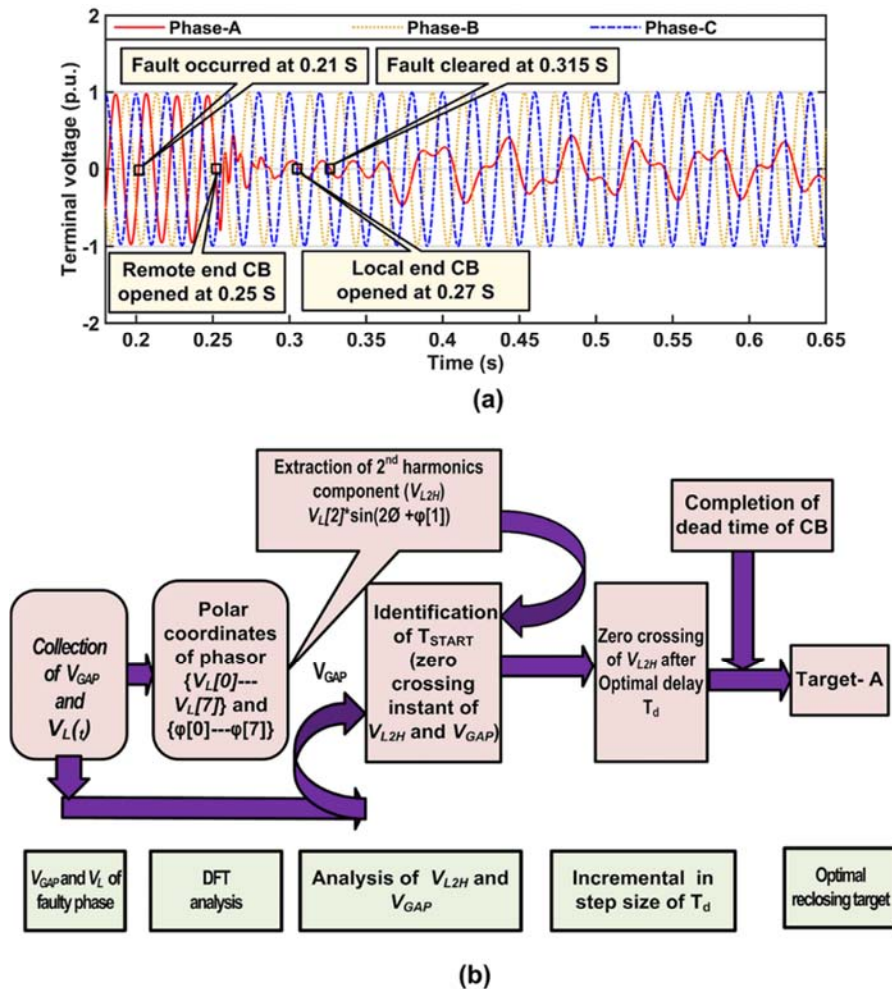 Phase-A Phase-B Phase-C
2
1
0
-1
-2
Terminal voltage (p.u.)
Fault occurred at 0.21 S
Fault cleared at 0.315 S
Remote end CB
opened at 0.25 S
Local end CB
opened at 0.27 S
0.2 0.25 0.3 0.35 0.4 0.45 0.5 0.55 0.6 0.65
Time (s)
(a)
Extraction of 2nd harmonics
component (VL2H)
VL[2]*sin(2Ø +φ[1])
Completion of
dead time of CB
Collection
of VGAP
and
VL(t)
Polar
coordinates
of phasor
{VL[0]---
VL[7]} and
{φ[0]---φ[7]}
VGAP
Identification
of TSTART
(zero
crossing
instant of
VL2H and VGAP)
Zero crossing
of VL2H after
Optimal delay
Td
Target- A
VGAP and VL of
faulty phase
DFT
analysis
Analysis of VL2H and
VGAP
Incremental in
step size of Td
Optimal
reclosing target
(b)